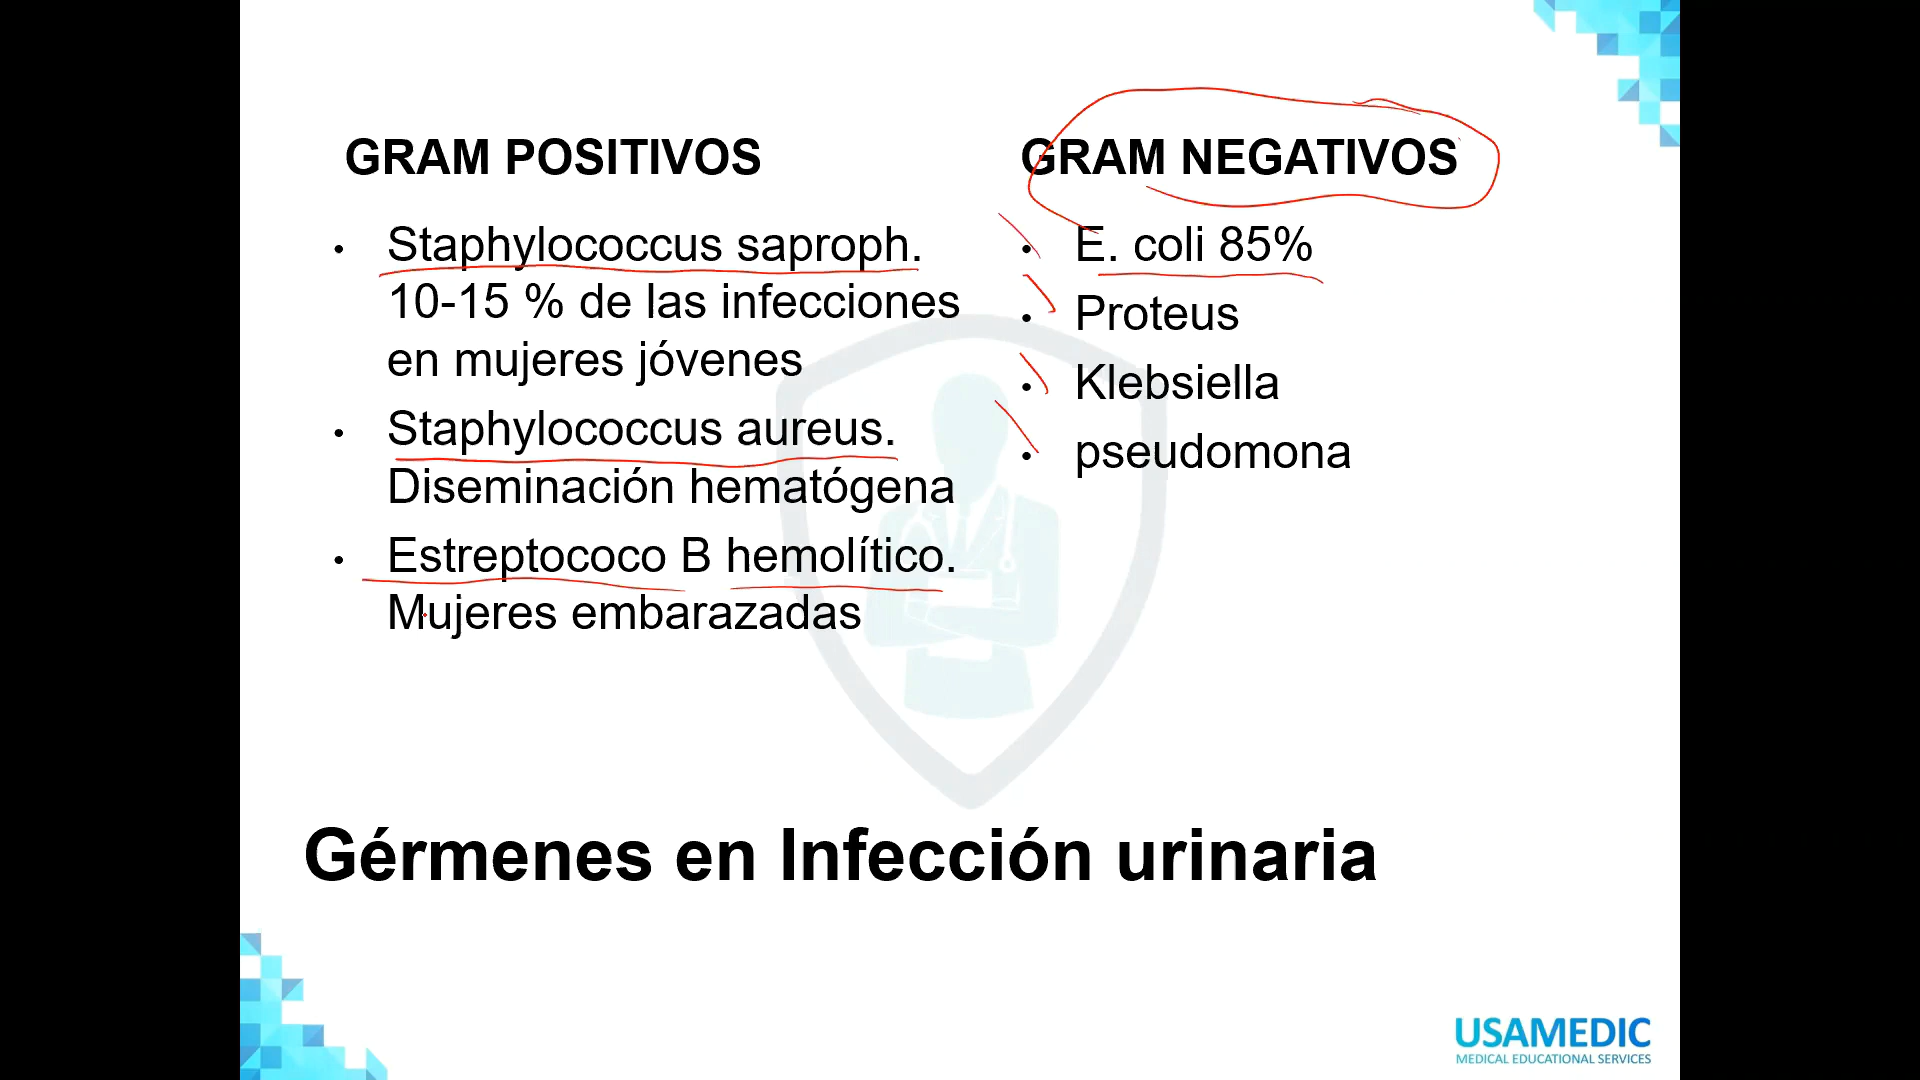 GRAM POSITIVOS
• Staphylococcus saproph.
10-15 % de las infecciones
en mujeres jóvenes
• Staphylococcus aureus.
Diseminación hematógena
• Estreptococo B hemolítico.
Mujeres embarazadas
GRAM NEGATIVOS
• E. coli 85%
• Proteus
• Klebsiella
• pseudomona
Gérmenes en Infección urinaria
USAMEDIC
MEDICAL EDUCATIONAL SERVICES